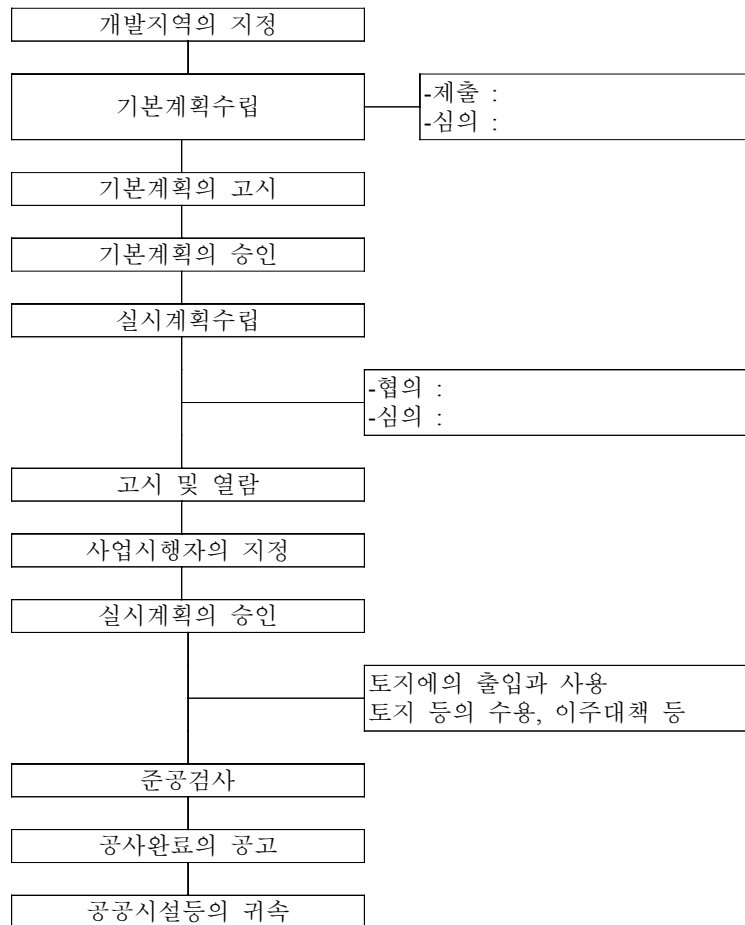 개발지역의 지정
기본계획수립
-제출 :
-심의 :
기본계획의 고시
기본계획의 승인
실시계획수립
-협의 :
-심의 :
고시 및 열람
사업시행자의 지정
실시계획의 승인
토지에의 출입과 사용
토지 등의 수용, 이주대책 등
준공검사
공사완료의 공고
공공시설등의 귀속